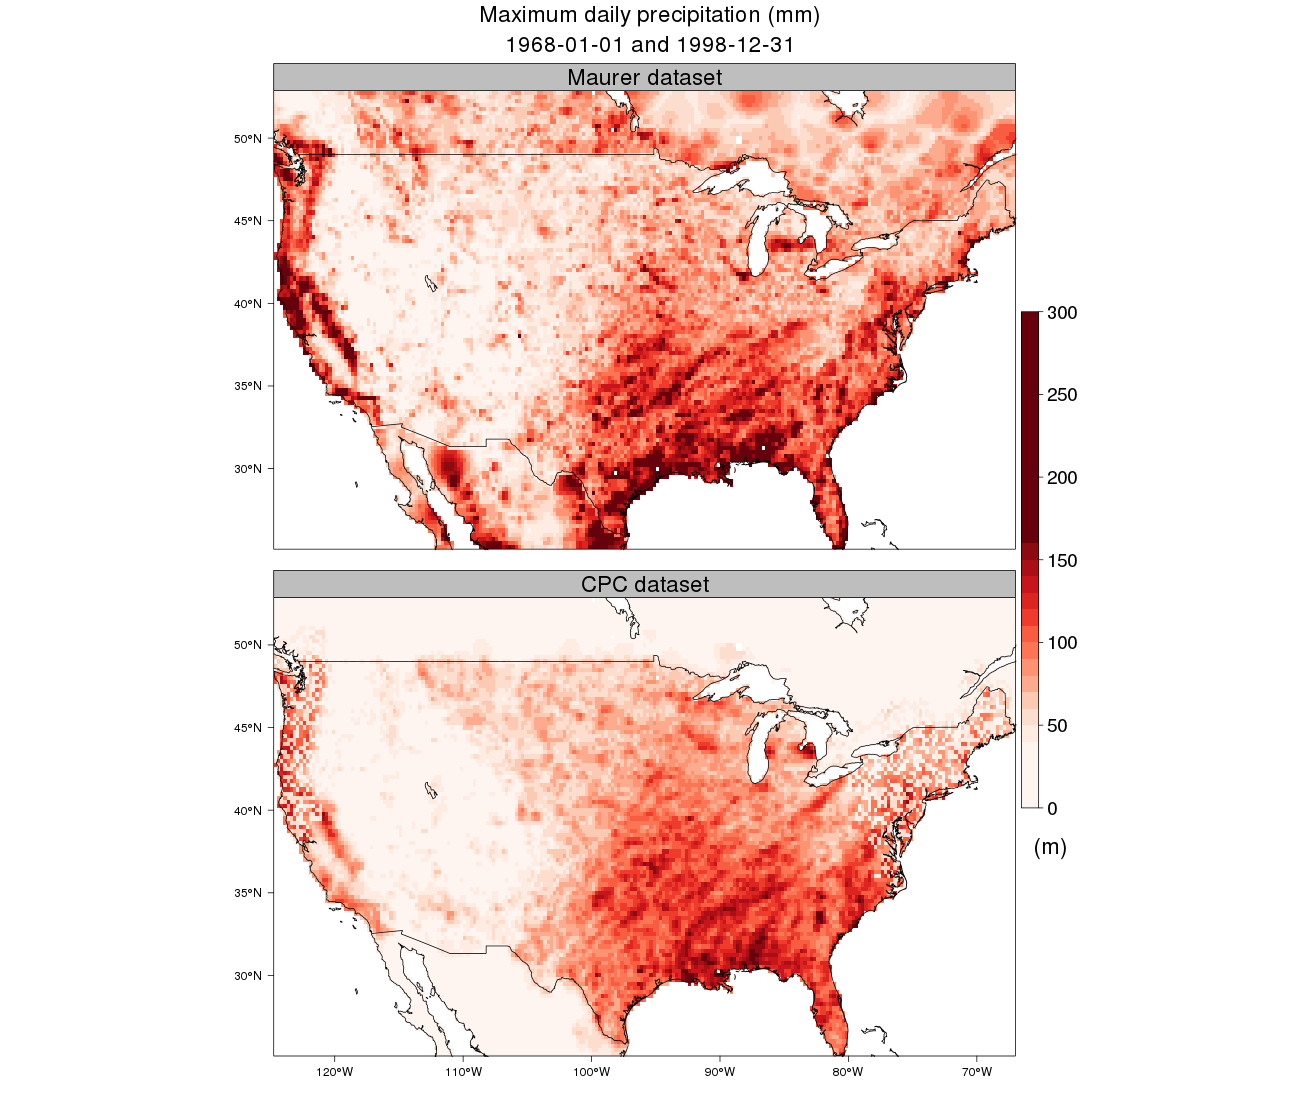 Maximum daily precipitation (mm)
1968-01-01 and 1998-12-31
Maurer dataset
50°N
45°N
40°N
35°N
30°N
CPC dataset
50°N
45°N
40°N
35°N
30°N
120°W 110°W 100°W 90°W 80°W 70°W
300
250
200
150
100
50
0
(m)